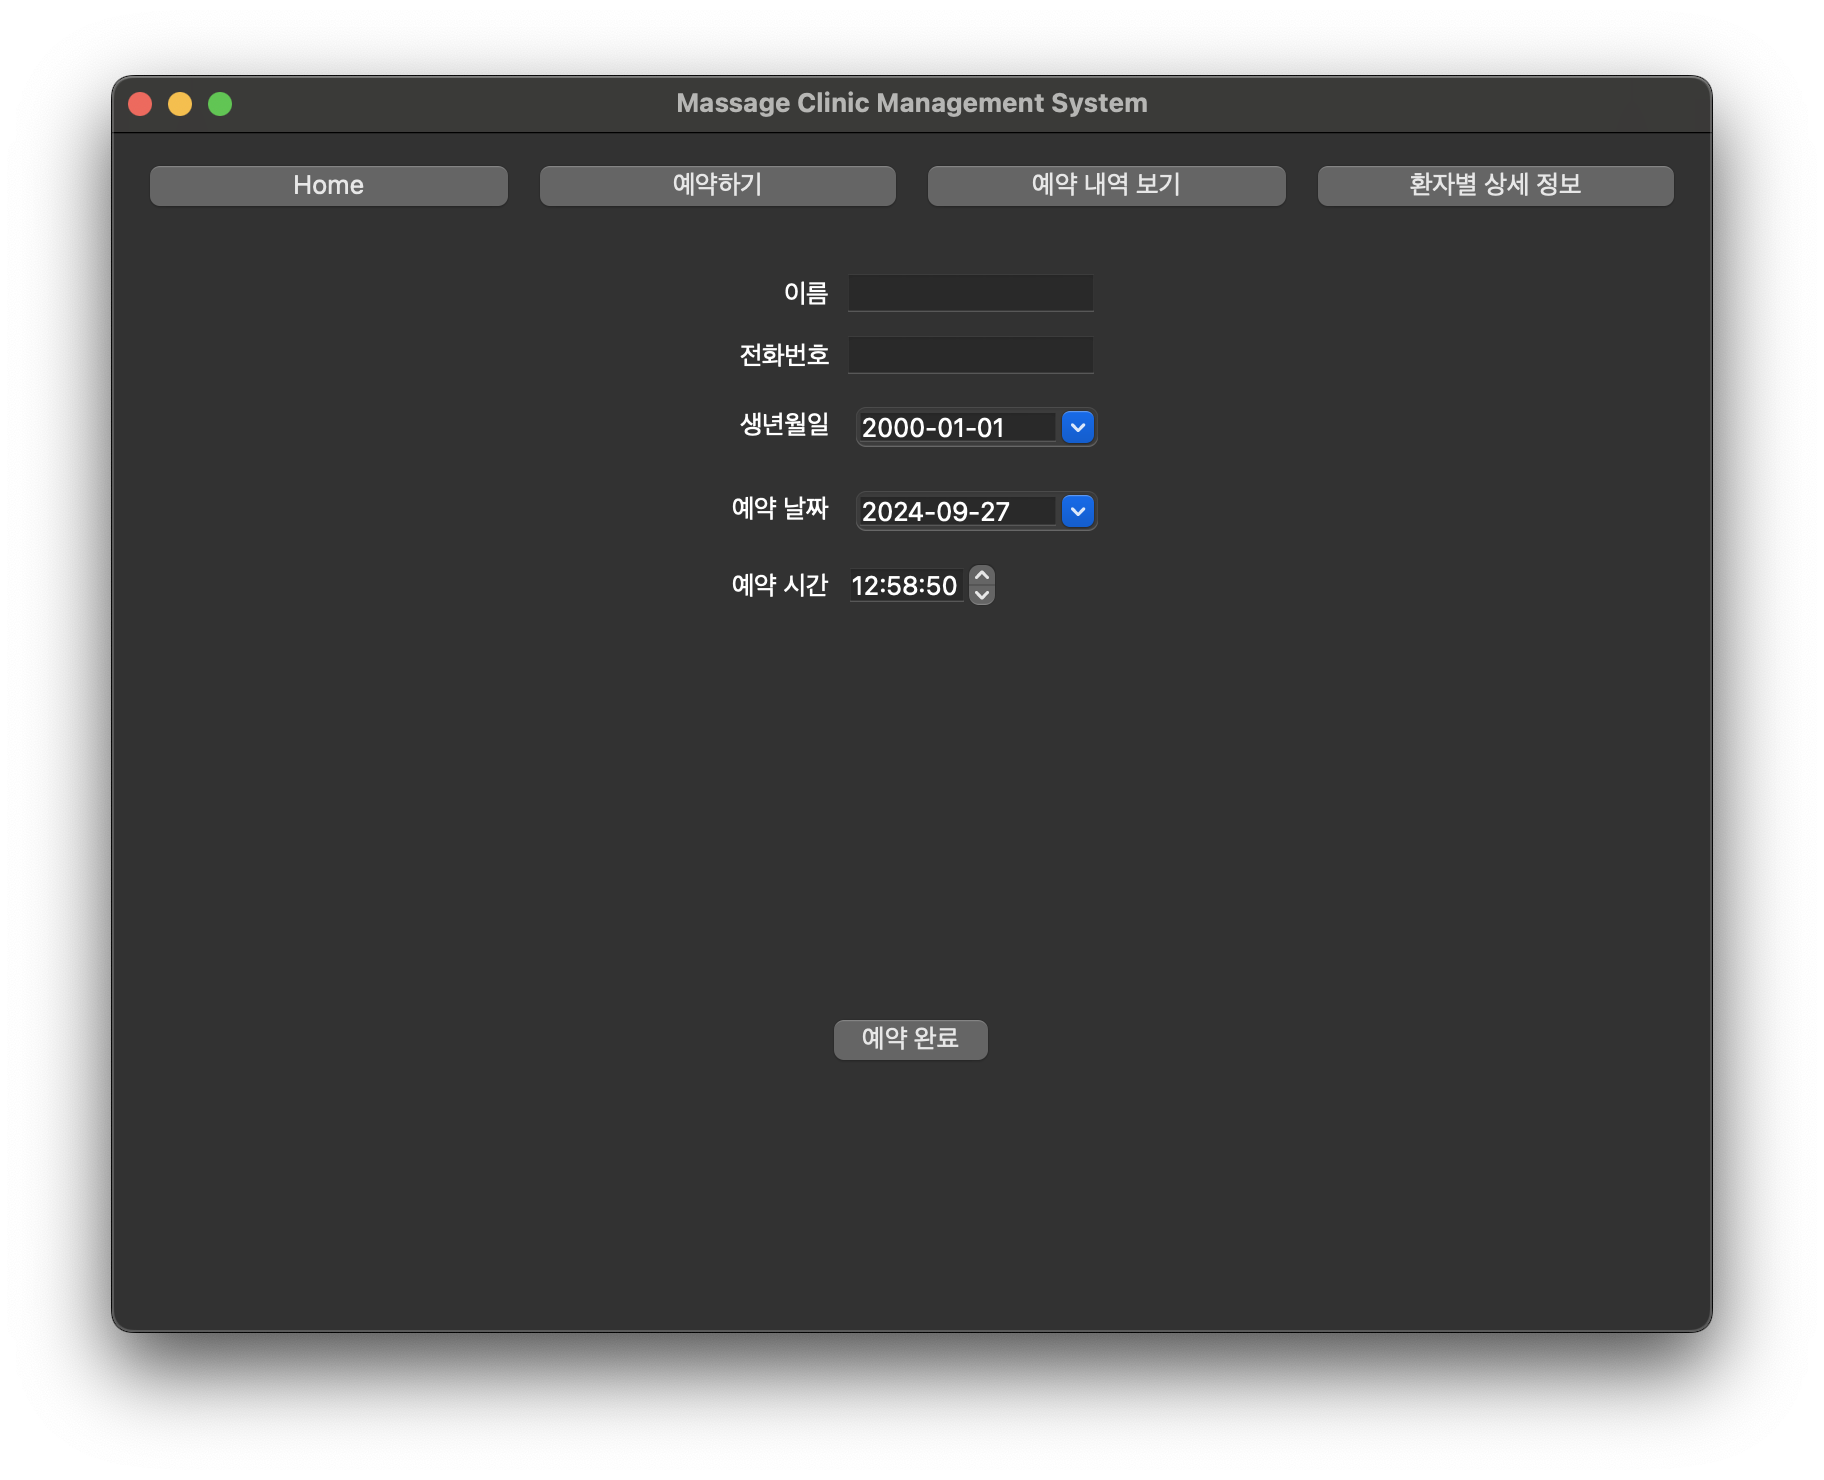 Massage Clinic Management System
Home 예약하기 예약 내역 보기 환자별 상세 정보
이름
전화번호
생년월일 2000-01-01
예약 날짜 2024-09-27
예약 시간 12:58:50
예약 완료